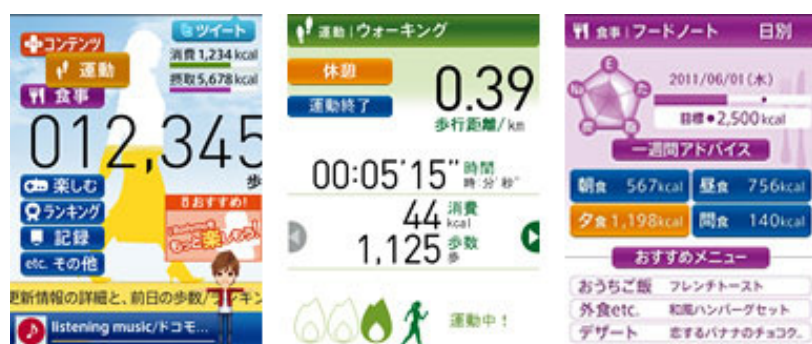 コンテンツ
ツイート
運動
消費 1,234 kcal
食事
摂取 5,678 kcal
012,345
歩
楽しむ
ランキング
おすすめ!
もっと楽しもう!
記録
etc. その他
更新情報の詳細と、前日の歩数/ランキン
listening music/ドコモ...
運動 | ウォーキング
休憩
運動終了
0.39
歩行距離/km
00:05'15" 時間
時:分'秒"
44 消費
kcal
1,125 歩数
歩
運動中!
食事 | フードノート 日別
E
Na
た
2011/06/01 (水)
目標●2,500 kcal
一週間アドバイス
朝食 567kcal 昼食 756kcal
夕食 1,198kcal 間食 140kcal
おすすめメニュー
おうちご飯 フレンチトースト
外食etc. 和風ハンバーグセット
デザート 恋するバナナのチョコク..